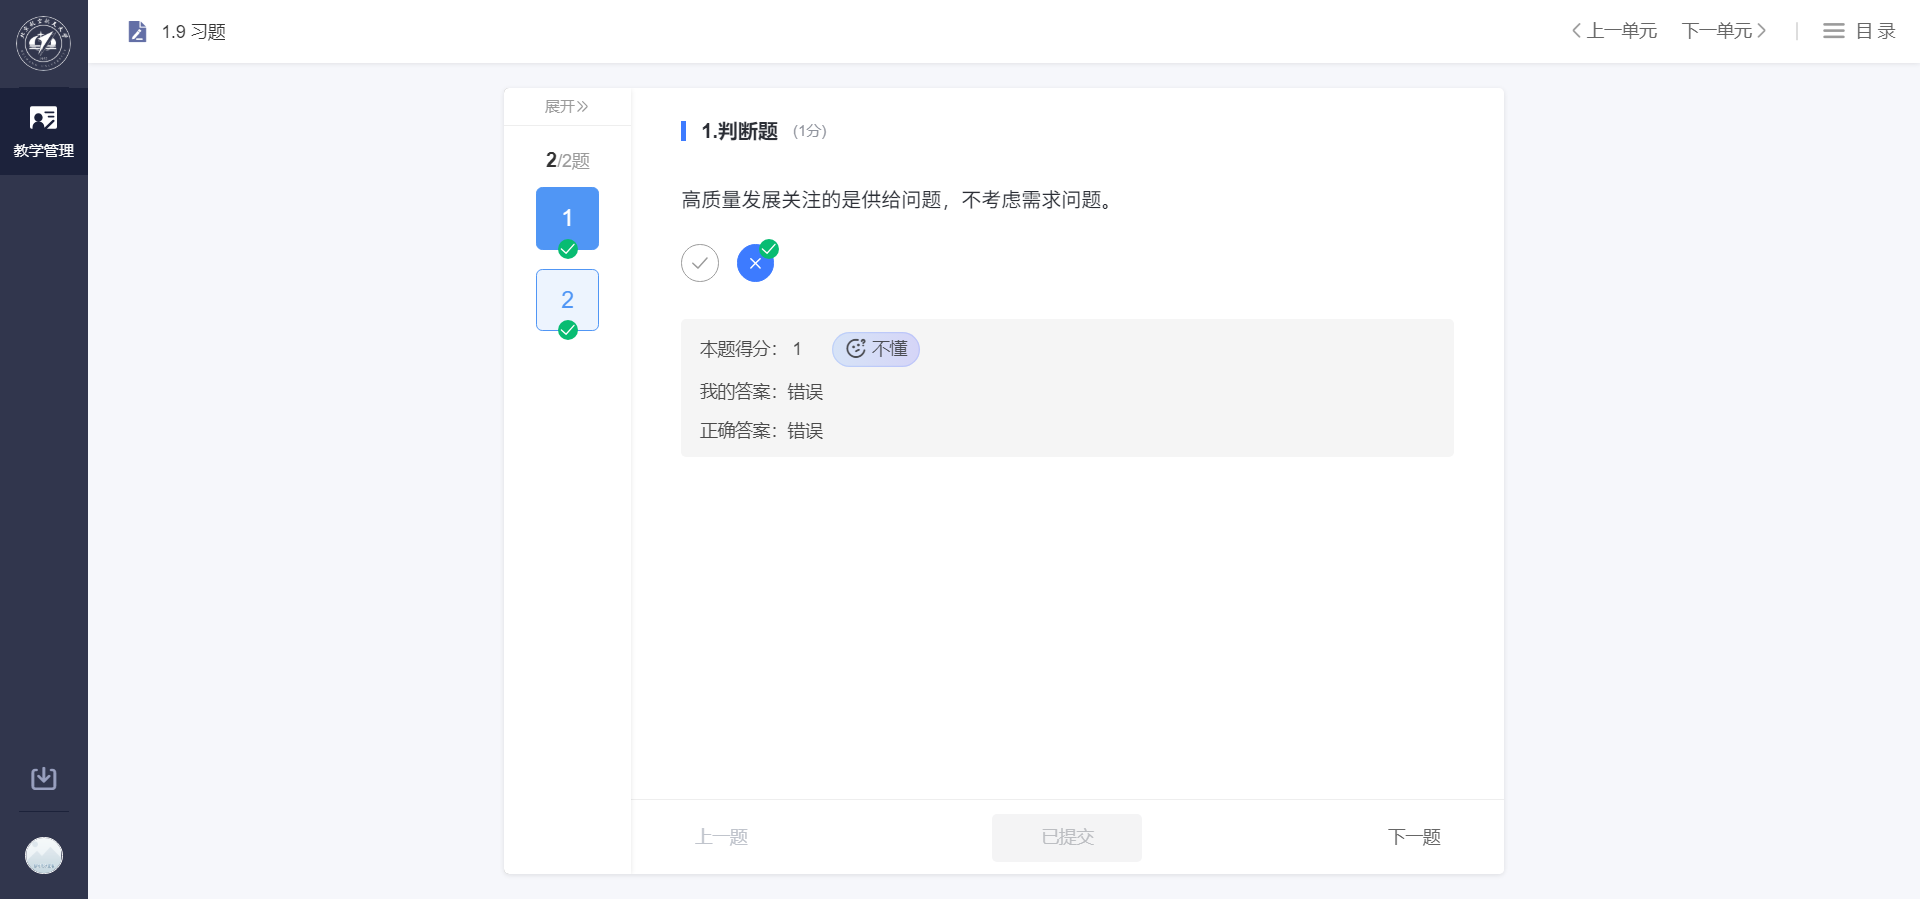 1.9 习题
上一单元
下一单元
目录
教学管理
展开
2/2题
1
2
1.判断题 (1分)
高质量发展关注的是供给问题，不考虑需求问题。
本题得分： 1 不懂
我的答案：错误
正确答案：错误
上一题
已提交
下一题